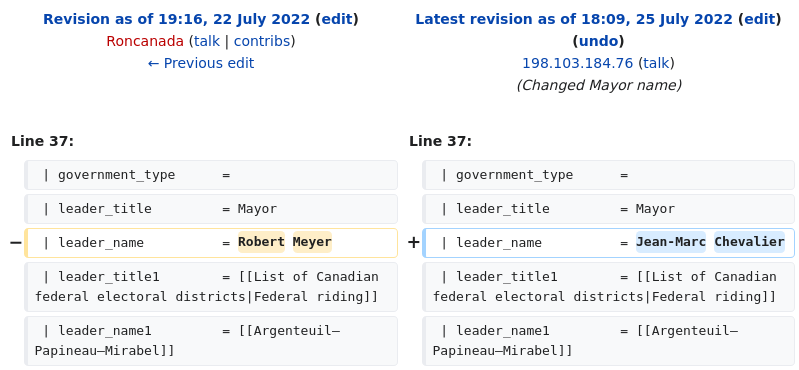 Revision as of 19:16, 22 July 2022 (edit)
Roncanada (talk | contribs)
← Previous edit
Latest revision as of 18:09, 25 July 2022 (edit)
(undo)
198.103.184.76 (talk)
(Changed Mayor name)
Line 37:
| government_type      =
| leader_title         = Mayor
− | leader_name          = Robert Meyer
| leader_title1        = [[List of Canadian
federal electoral districts|Federal riding]]
| leader_name1         = [[Argenteuil—
Papineau—Mirabel]]
Line 37:
| government_type      =
| leader_title         = Mayor
+ | leader_name          = Jean-Marc Chevalier
| leader_title1        = [[List of Canadian
federal electoral districts|Federal riding]]
| leader_name1         = [[Argenteuil—
Papineau—Mirabel]]